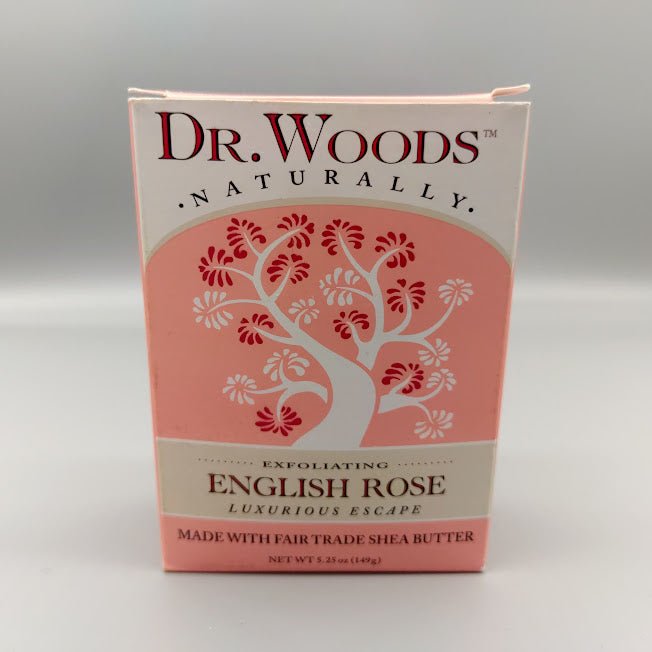 DR. WOODS™
·NATURALLY·
EXFOLIATING
ENGLISH ROSE
LUXURIOUS ESCAPE
MADE WITH FAIR TRADE SHEA BUTTER
NET WT 5.25 oz (149g)